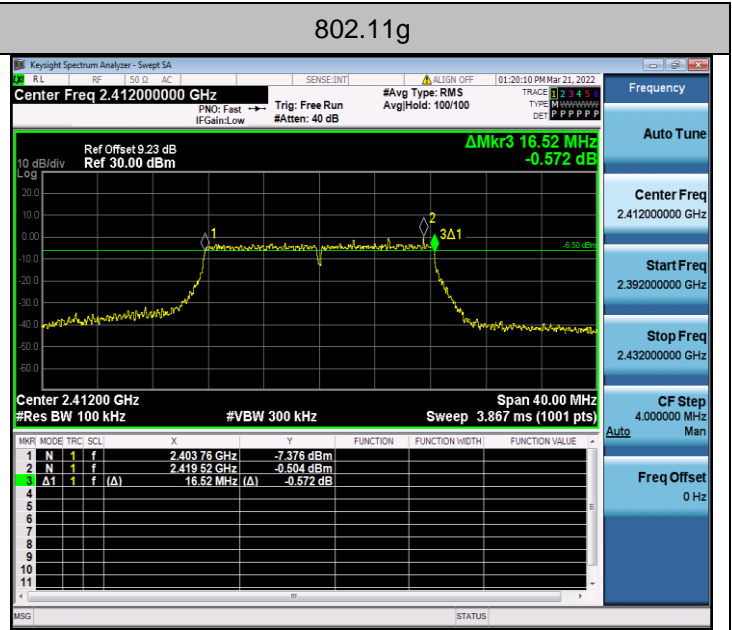 802.11g
Keysight Spectrum Analyzer - Swept SA
LXI RL RF 50 Ω AC SENSE:INT ALIGN OFF 01:20:10 PM Mar 21, 2022
Center Freq 2.412000000 GHz
PNO: Fast
IFGain:Low
Trig: Free Run
#Atten: 40 dB
#Avg Type: RMS
Avg|Hold: 100/100
TRACE 1 2 3 4 5 6
TYPE M W W W W W
DET P P P P P P
Ref Offset 9.23 dB
Ref 30.00 dBm
10 dB/div
Log
ΔMkr3 16.52 MHz
-0.572 dB
20.0
10.0
0.00
-10.0
-20.0
-30.0
-40.0
-50.0
-60.0
1
2
3Δ1
-6.50 dBm
Center 2.41200 GHz
#Res BW 100 kHz
#VBW 300 kHz
Span 40.00 MHz
Sweep 3.867 ms (1001 pts)
MKR MODE TRC SCL X Y FUNCTION FUNCTION WIDTH FUNCTION VALUE
1 N 1 f 2.403 76 GHz -7.376 dBm
2 N 1 f 2.419 52 GHz -0.504 dBm
3 Δ1 1 f (Δ) 16.52 MHz (Δ) -0.572 dB
4
5
6
7
8
9
10
11
MSG
STATUS
Frequency
Auto Tune
Center Freq
2.412000000 GHz
Start Freq
2.392000000 GHz
Stop Freq
2.432000000 GHz
CF Step
4.000000 MHz
Auto Man
Freq Offset
0 Hz